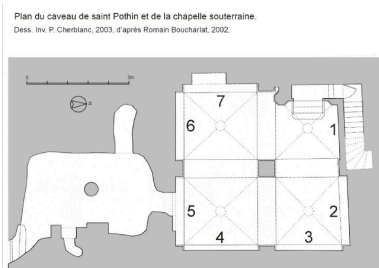 Plan du caveau de saint Pothin et de la chapelle souterraine.
Dess. Inv. P. Cherblanc, 2003, d'après Romain Boucharlat, 2002.
0 5m
7
6 1
5 2
4 3